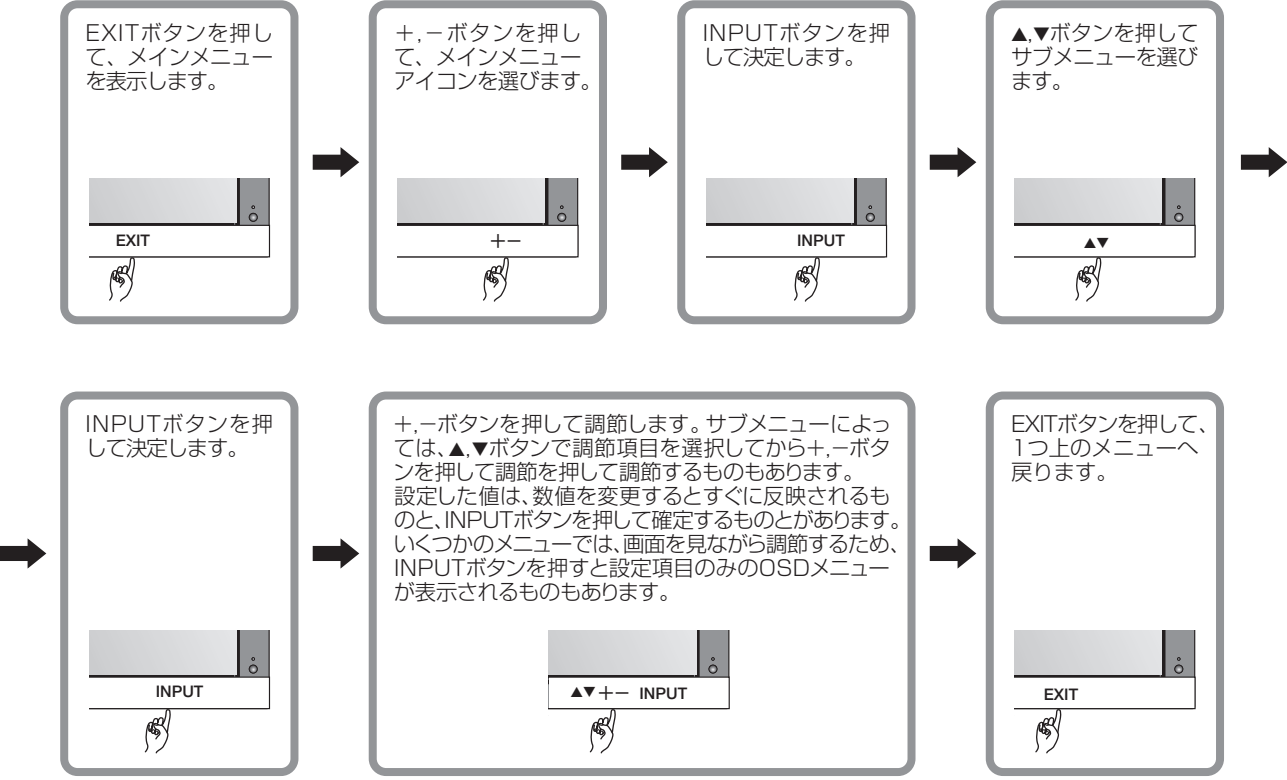 EXITボタンを押し
て、メインメニュー
を表示します。
EXIT
＋,－ボタンを押し
て、メインメニュー
アイコンを選びます。
＋－
INPUTボタンを押
して決定します。
INPUT
▲,▼ボタンを押して
サブメニューを選び
ます。
▲▼
INPUTボタンを押
して決定します。
INPUT
＋,－ボタンを押して調節します。サブメニューによっ
ては、▲,▼ボタンで調節項目を選択してから＋,－ボタ
ンを押して調節を押して調節するものもあります。
設定した値は、数値を変更するとすぐに反映されるも
のと、INPUTボタンを押して確定するものとがあります。
いくつかのメニューでは、画面を見ながら調節するため、
INPUTボタンを押すと設定項目のみのOSDメニュー
が表示されるものもあります。
▲▼＋－ INPUT
EXITボタンを押して、
1つ上のメニューへ
戻ります。
EXIT